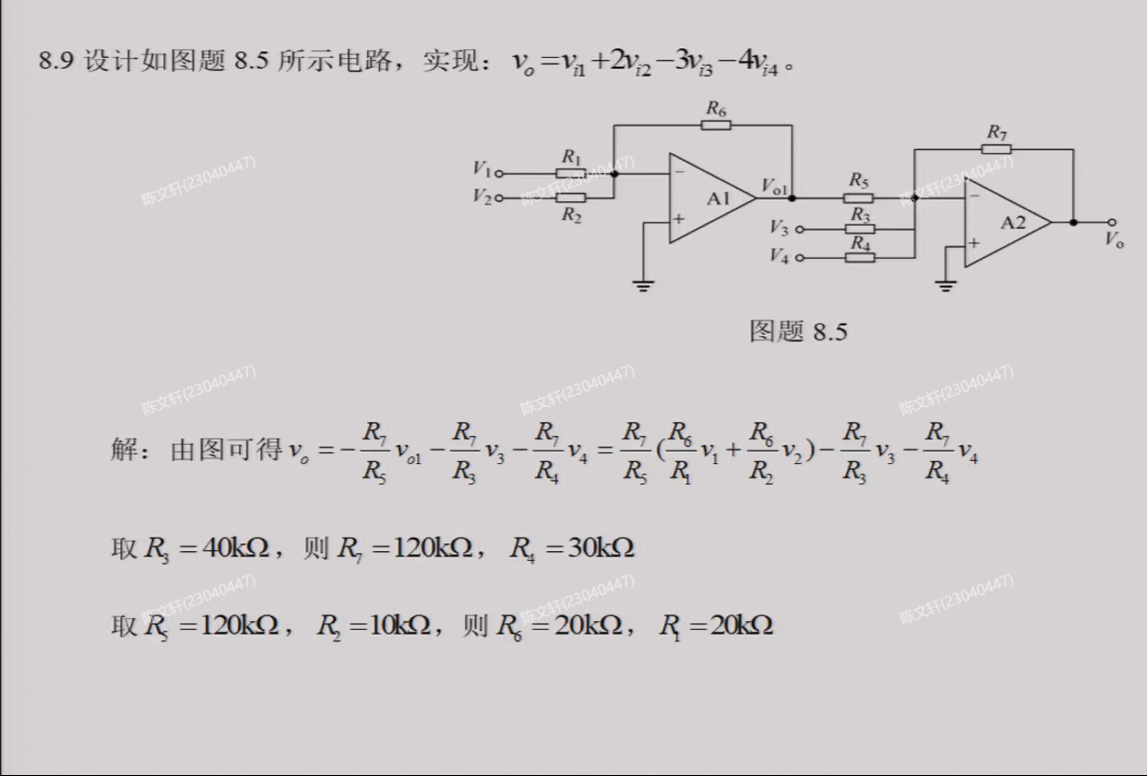 8.9 设计如图题 8.5 所示电路，实现：v_o=v_i1+2v_i2−3v_i3−4v_i4。
R6
R7
V1 R1 − Vo1 R5 −
V2 R2 A1 R3 A2
+ V3 R4 + Vo
V4
图题 8.5
陈文轩(23040447) 陈文轩(23040447) 陈文轩(23040447)
陈文轩(23040447) 陈文轩(23040447) 陈文轩(23040447)
解：由图可得 v_o = −R7/R5 v_o1 − R7/R3 v_3 − R7/R4 v_4 = R7/R5 (R6/R1 v_1 + R6/R2 v_2) − R7/R3 v_3 − R7/R4 v_4
取 R3 = 40kΩ，则 R7 = 120kΩ，R4 = 30kΩ
陈文轩(23040447) 陈文轩(23040447) 陈文轩(23040447)
取 R5 = 120kΩ，R2 = 10kΩ，则 R6 = 20kΩ，R1 = 20kΩ